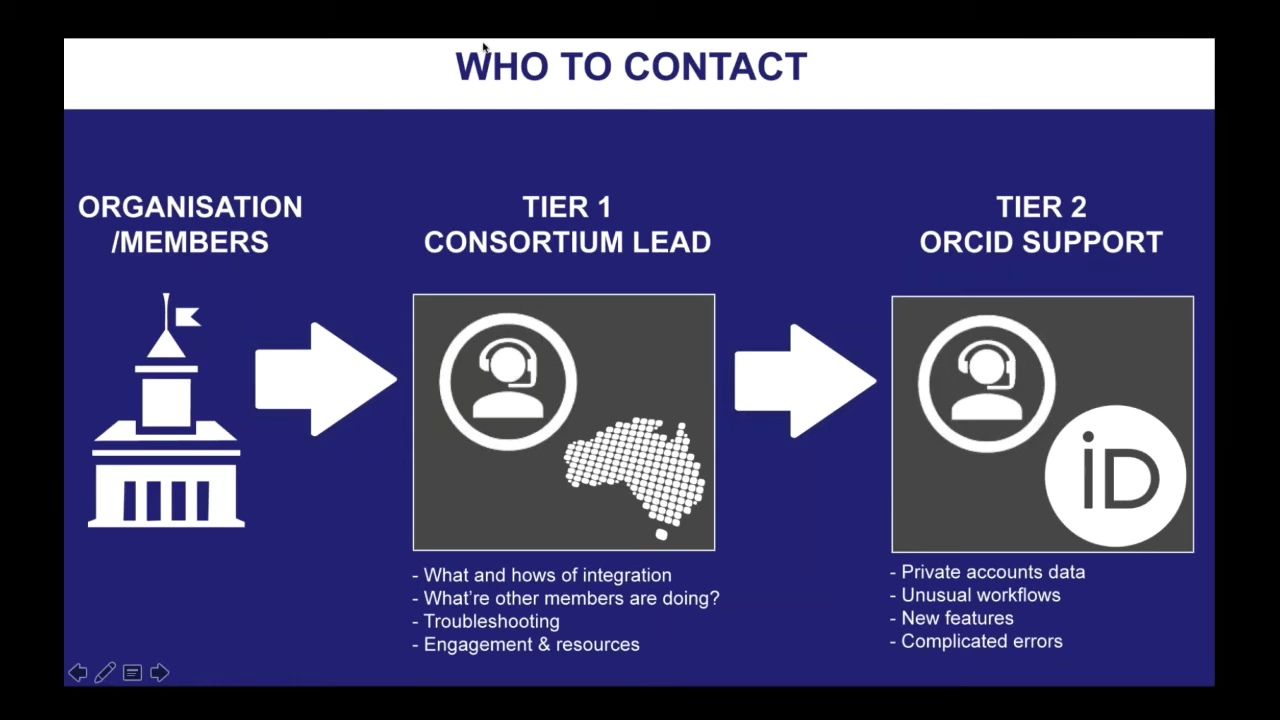 WHO TO CONTACT
ORGANISATION
/MEMBERS
TIER 1
CONSORTIUM LEAD
- What and hows of integration
- What're other members are doing?
- Troubleshooting
- Engagement & resources
TIER 2
ORCID SUPPORT
iD
- Private accounts data
- Unusual workflows
- New features
- Complicated errors